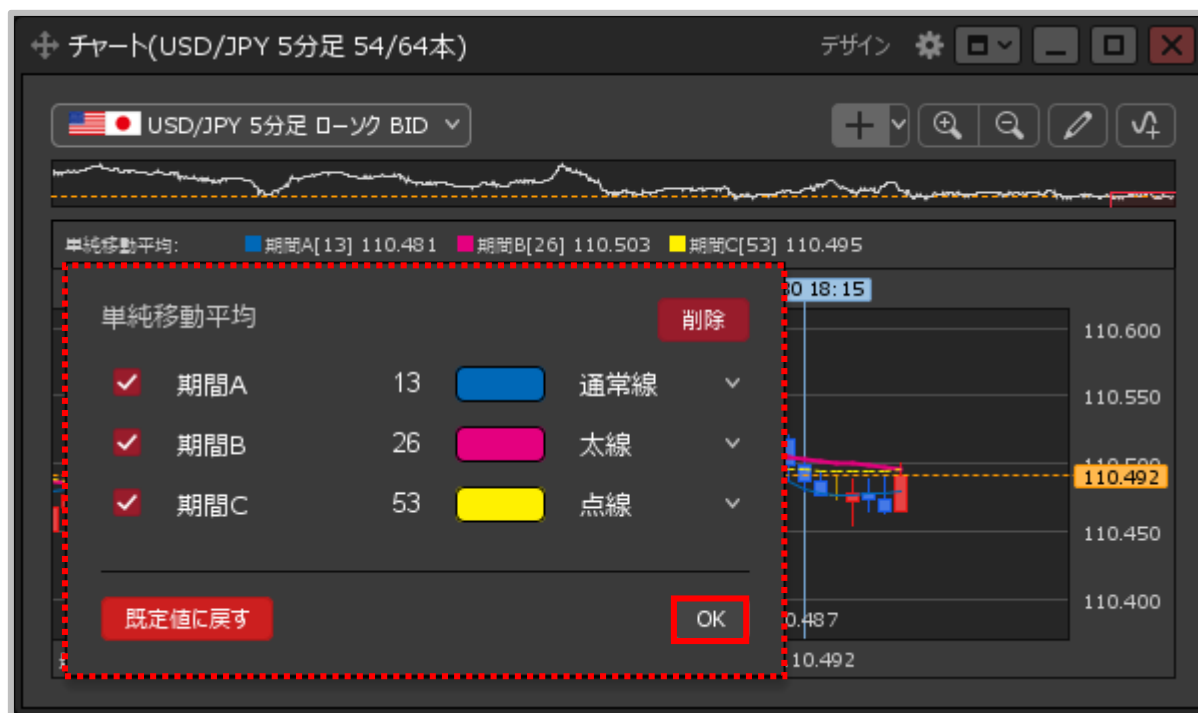 チャート(USD/JPY 5分足 54/64本)
デザイン
USD/JPY 5分足 ローソク BID
単純移動平均: 期間A[13] 110.481 期間B[26] 110.503 期間C[53] 110.495
18:15
単純移動平均
削除
110.600
期間A 13 通常線
110.550
期間B 26 太線
110.492
期間C 53 点線
110.450
110.400
既定値に戻す
OK
110.492